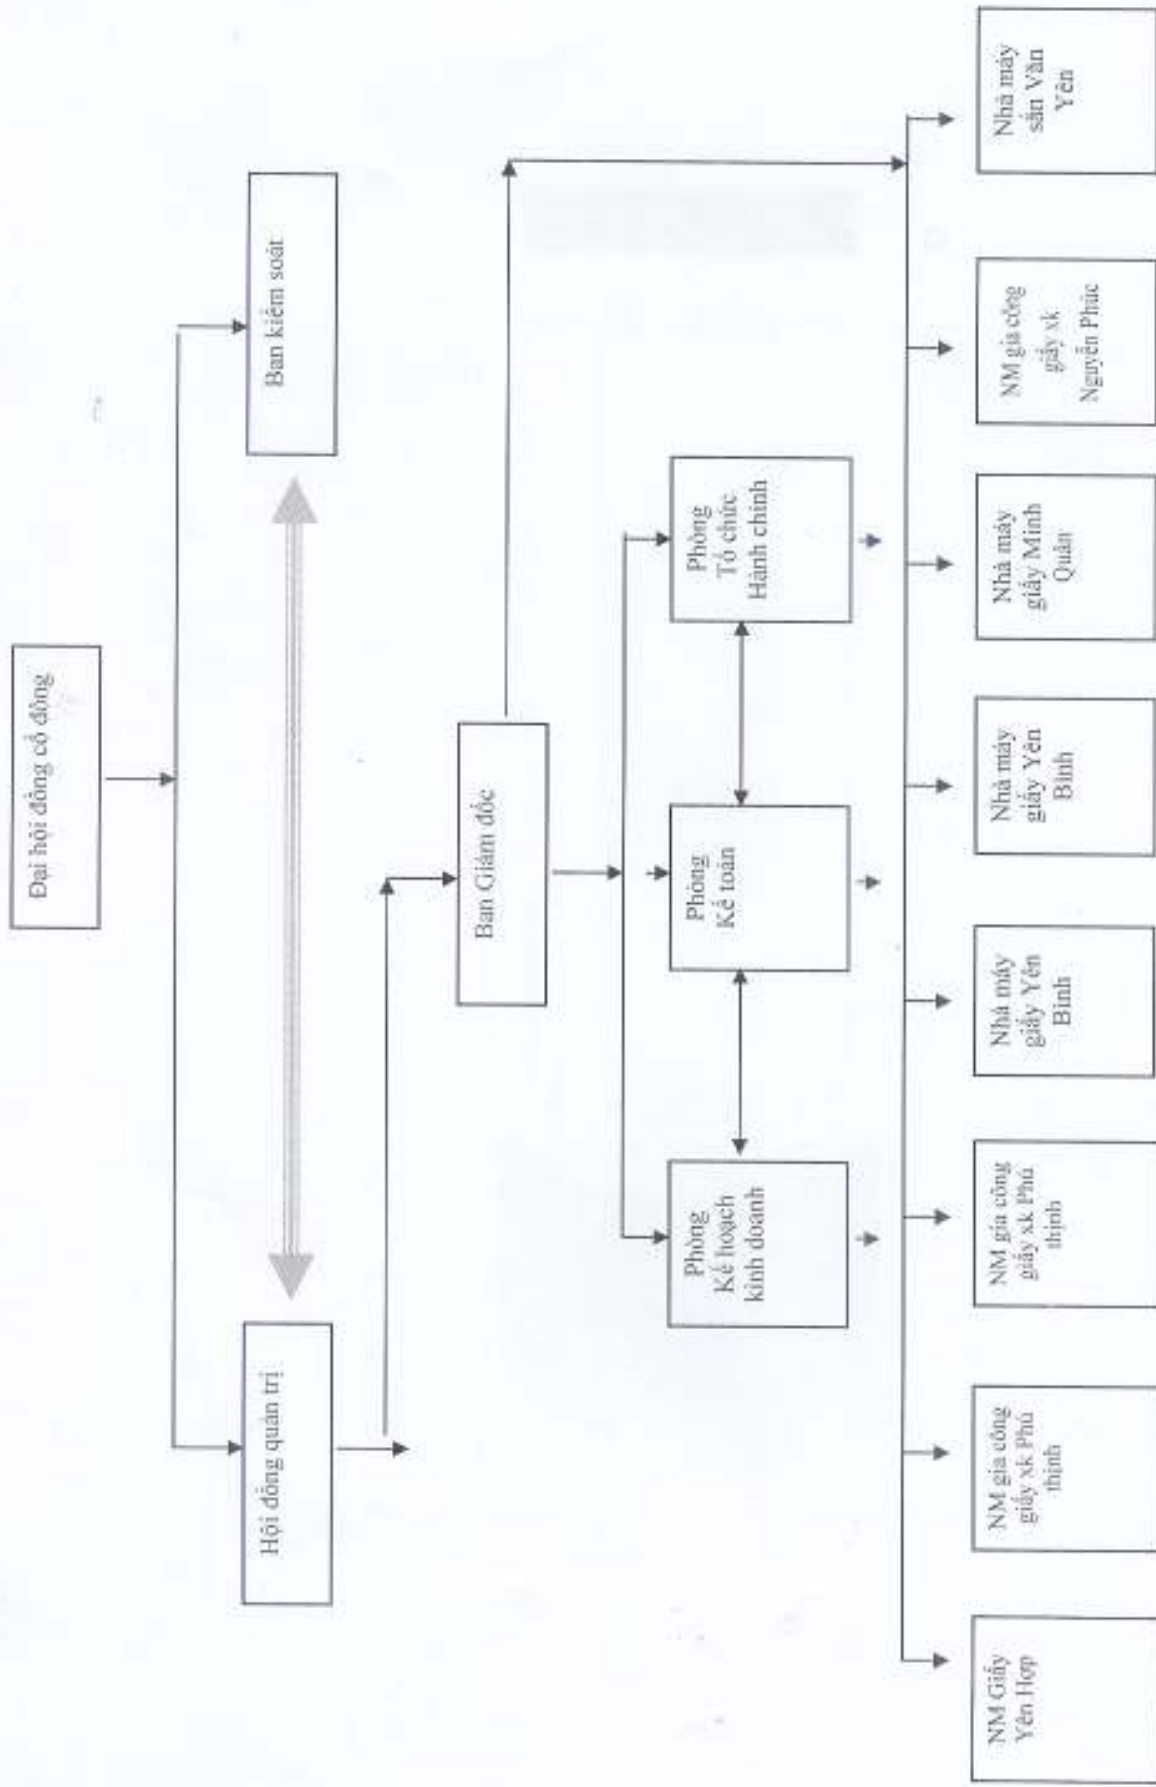 Đại hội đồng cổ đông
Hội đồng quản trị
Ban kiểm soát
Ban Giám đốc
Phòng
Kế hoạch
kinh doanh
Phòng
Kế toán
Phòng
Tổ chức
Hành chính
NM Giấy
Yên Hợp
NM gia công
giấy xk Phú
thịnh
NM gia công
giấy xk Phú
thịnh
Nhà máy
giấy Yên
Bình
Nhà máy
giấy Yên
Bình
Nhà máy
giấy Minh
Quân
NM gia công
giấy xk
Nguyễn Phúc
Nhà máy
sắn Văn
Yên